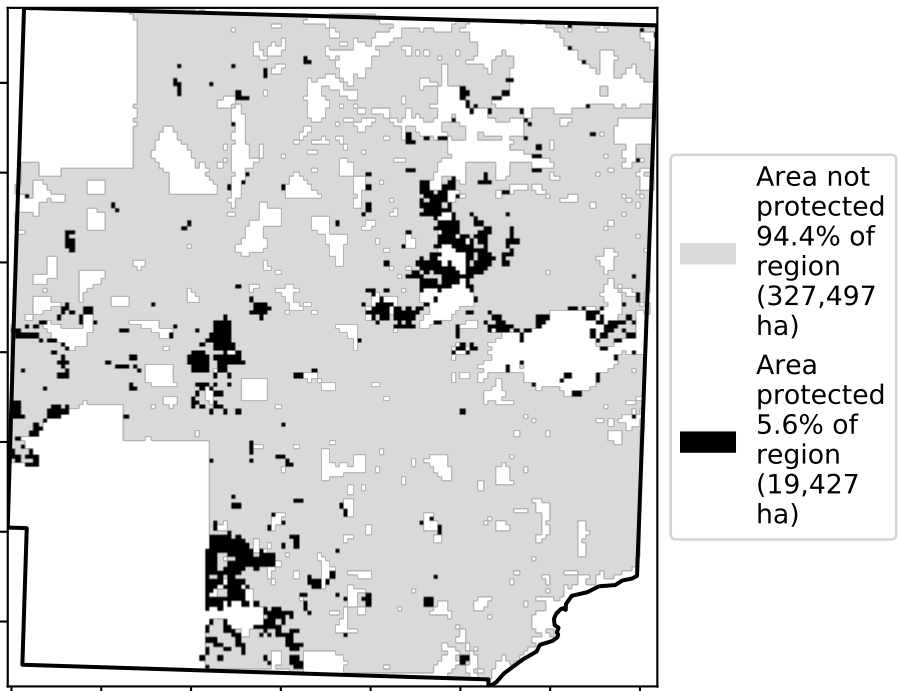 Area not
protected
94.4% of
region
(327,497
ha)
Area
protected
5.6% of
region
(19,427
ha)